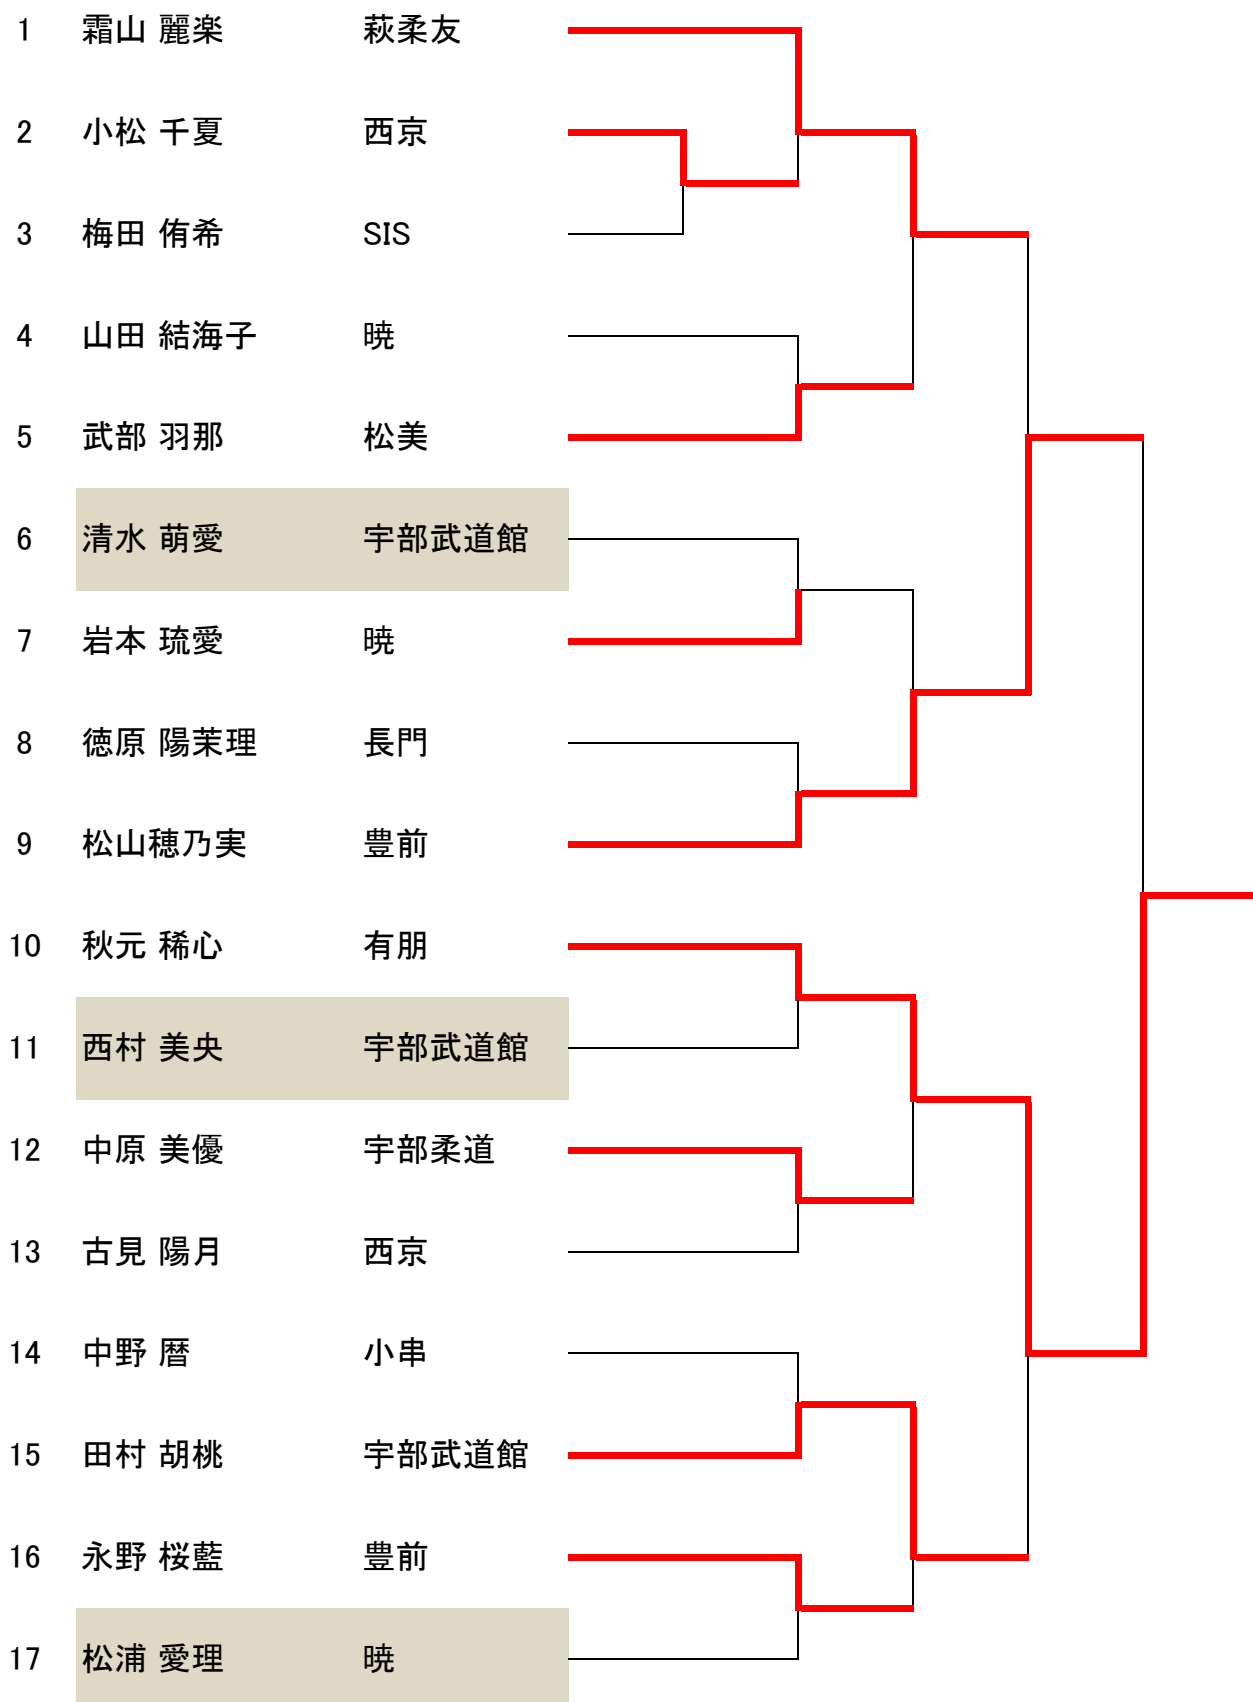 1 霜山 麗楽 萩柔友
2 小松 千夏 西京
3 梅田 侑希 SIS
4 山田 結海子 暁
5 武部 羽那 松美
6 清水 萌愛 宇部武道館
7 岩本 琉愛 暁
8 徳原 陽茉理 長門
9 松山穂乃実 豊前
10 秋元 稀心 有朋
11 西村 美央 宇部武道館
12 中原 美優 宇部柔道
13 古見 陽月 西京
14 中野 暦 小串
15 田村 胡桃 宇部武道館
16 永野 桜藍 豊前
17 松浦 愛理 暁